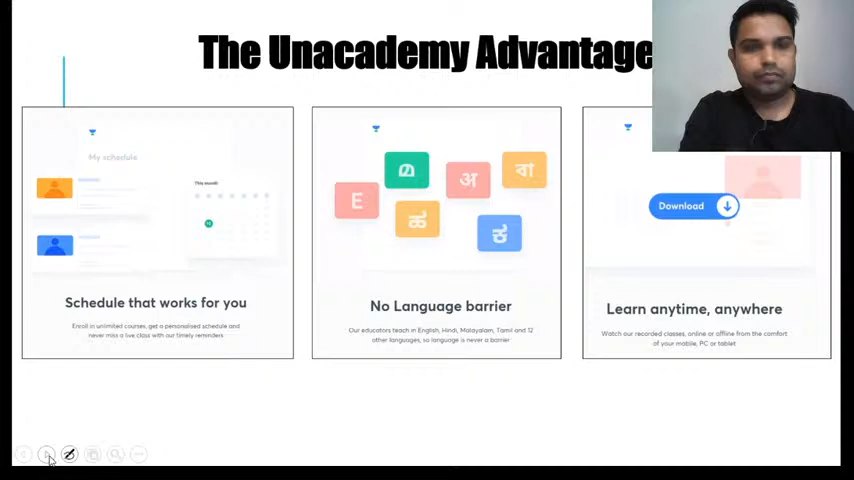 The Unacademy Advantage
My schedule
This month
E
മ
अ
বা
ಕ
Download
Schedule that works for you
Enroll in unlimited courses, get a personalised schedule and
never miss a live class with our timely reminders
No Language barrier
Our educators teach in English, Hindi, Malayalam, Tamil and 12
other languages, so language is never a barrier
Learn anytime, anywhere
Watch our recorded classes, online or offline from the comfort
of your mobile, PC or tablet